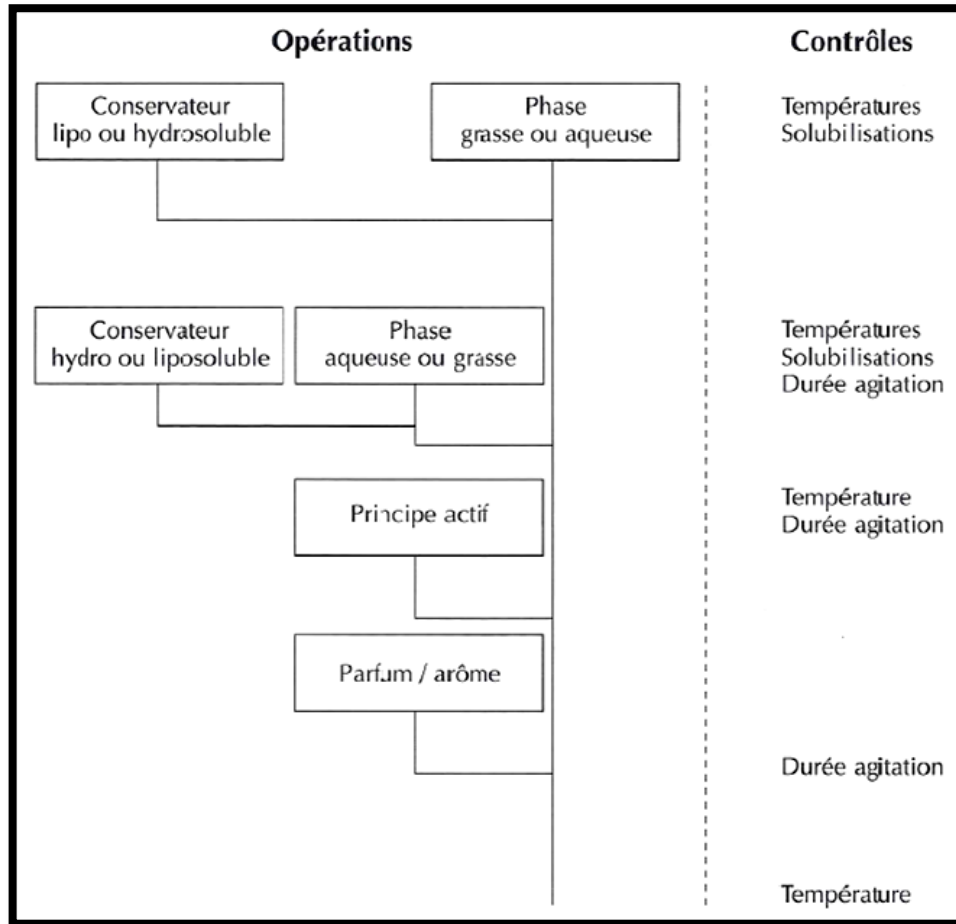 Opérations
Contrôles
Conservateur
lipo ou hydrosoluble
Phase
grasse ou aqueuse
Températures
Solubilisations
Conservateur
hydro ou liposoluble
Phase
aqueuse ou grasse
Températures
Solubilisations
Durée agitation
Principe actif
Température
Durée agitation
Parfum / arôme
Durée agitation
Température